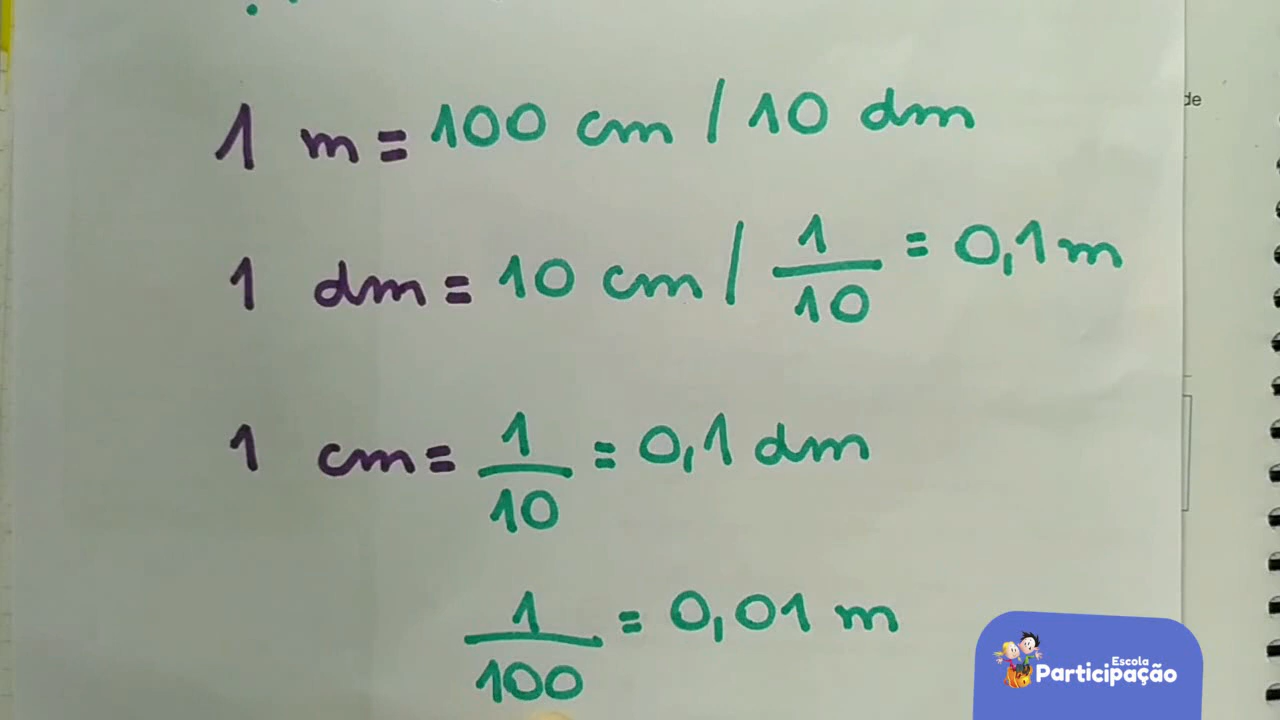 1 m = 100 cm / 10 dm
1 dm = 10 cm / 1/10 = 0,1 m
1 cm = 1/10 = 0,1 dm
1/100 = 0,01 m
de
Escola
Participação